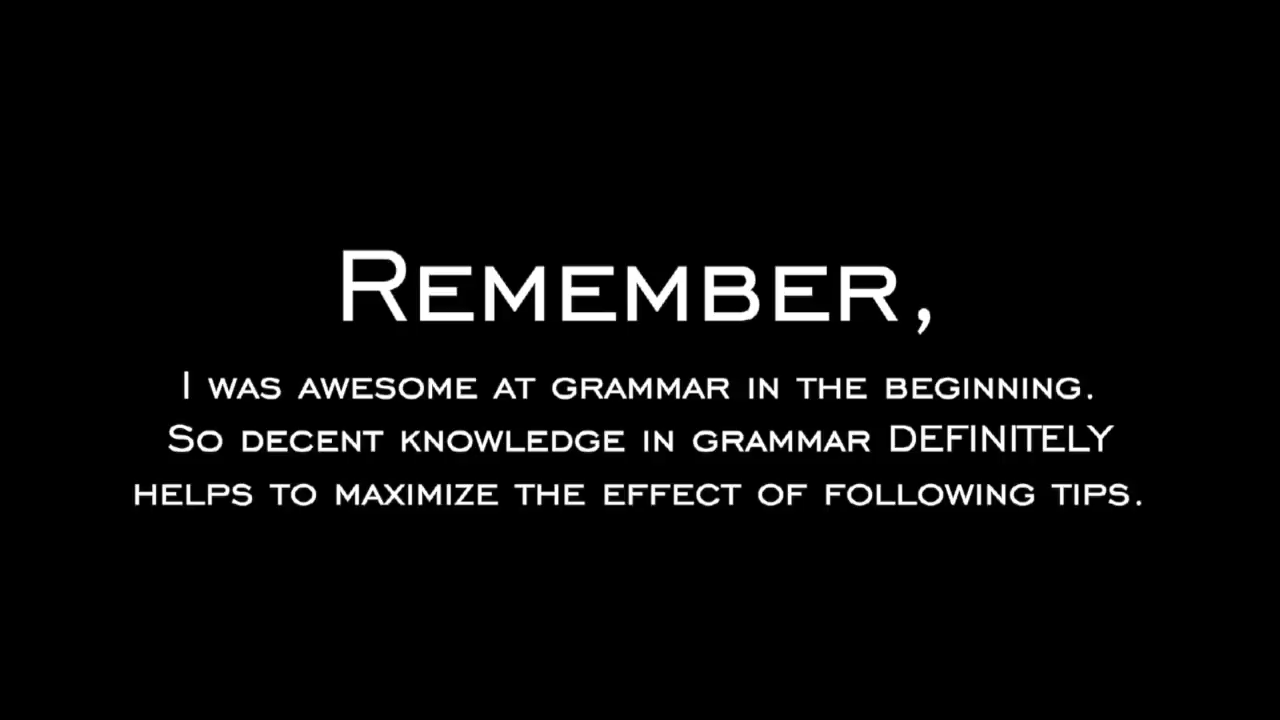 Remember,
I was awesome at grammar in the beginning.
So decent knowledge in grammar DEFINITELY
helps to maximize the effect of following tips.